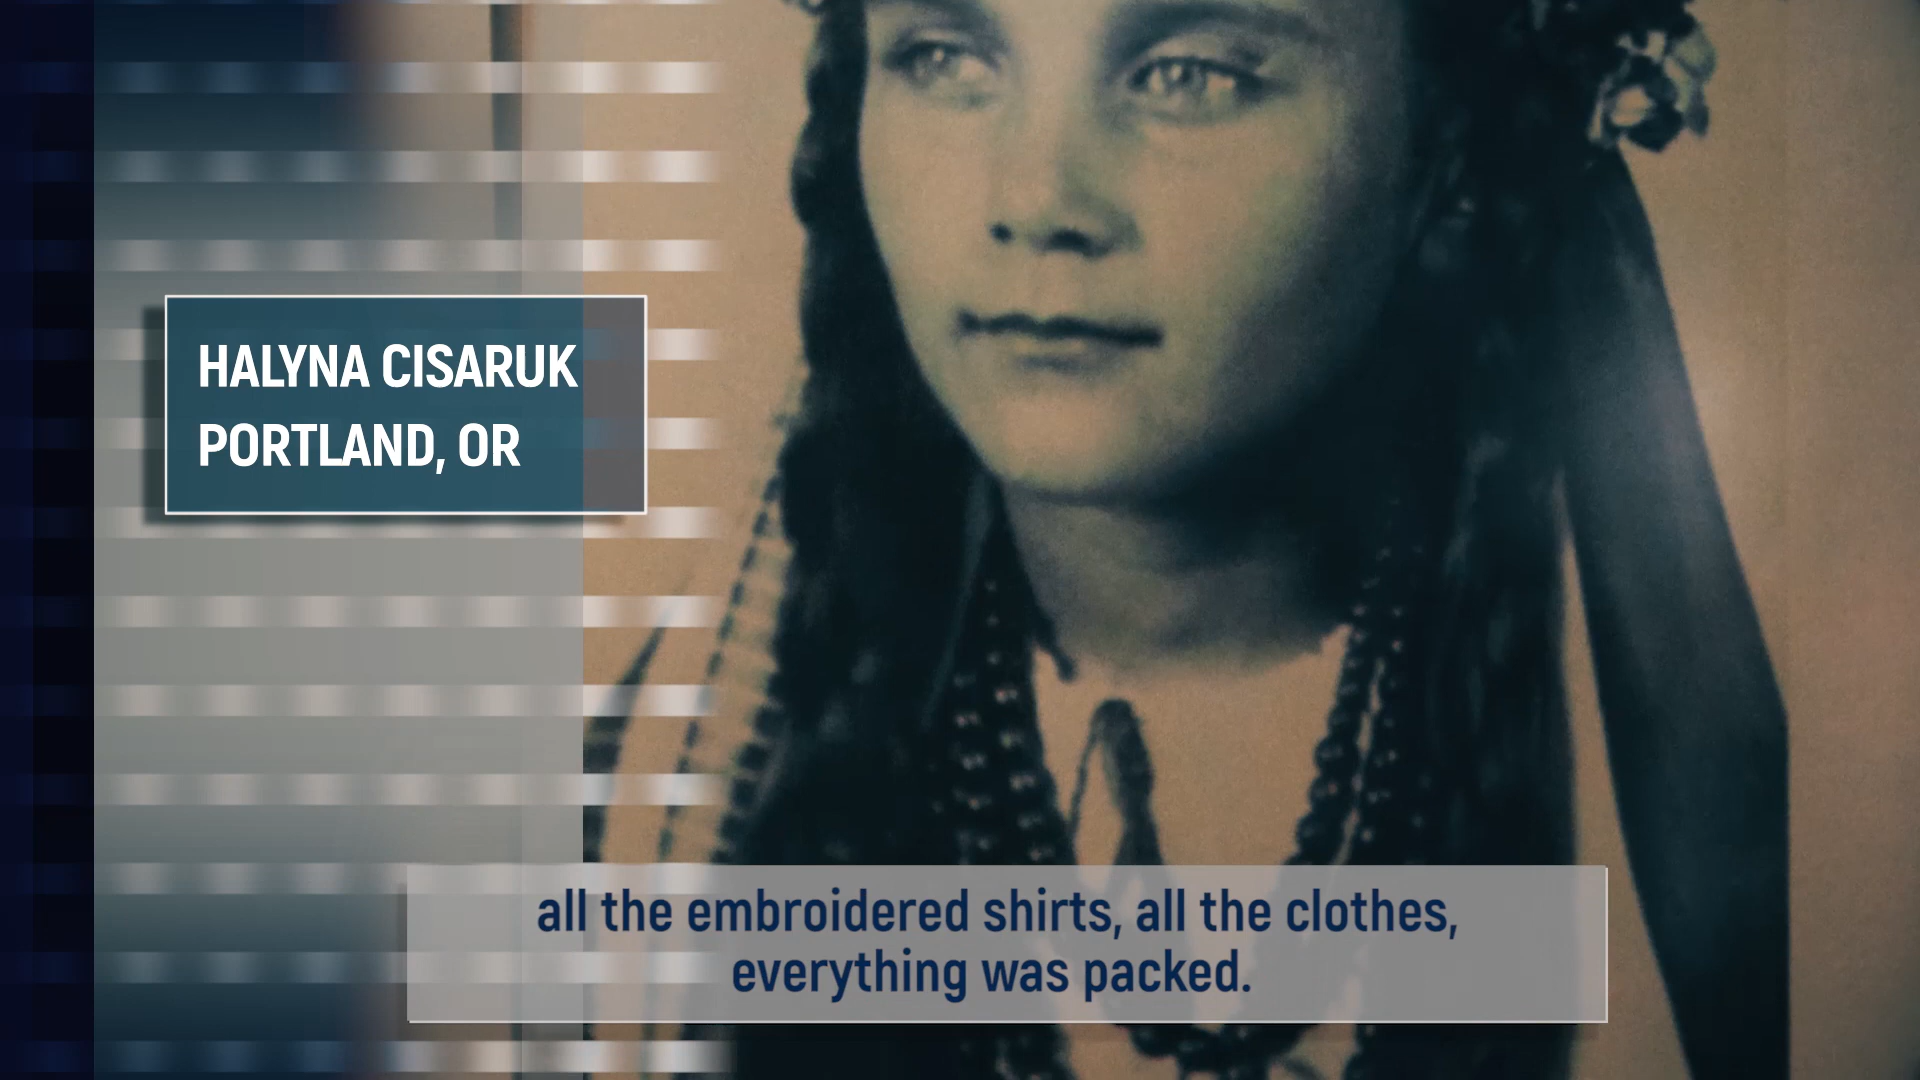 HALYNA CISARUK
PORTLAND, OR
all the embroidered shirts, all the clothes,
everything was packed.